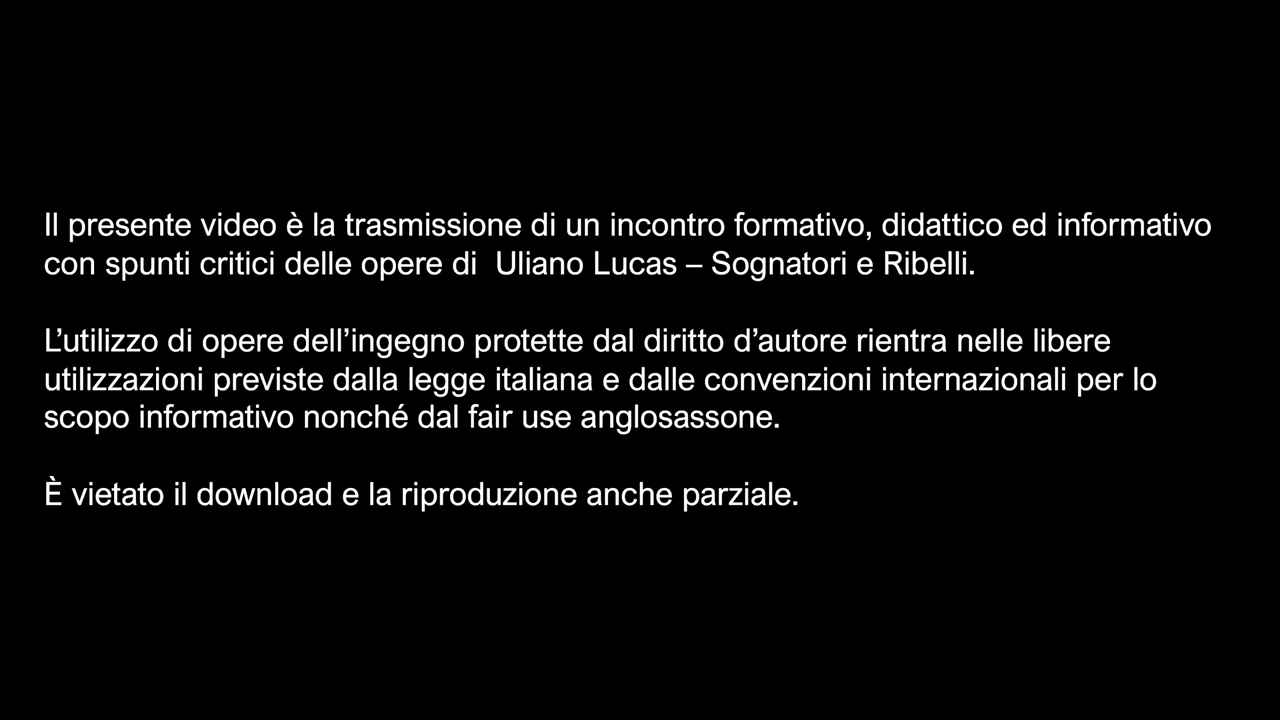 Il presente video è la trasmissione di un incontro formativo, didattico ed informativo
con spunti critici delle opere di  Uliano Lucas – Sognatori e Ribelli.
L’utilizzo di opere dell’ingegno protette dal diritto d’autore rientra nelle libere
utilizzazioni previste dalla legge italiana e dalle convenzioni internazionali per lo
scopo informativo nonché dal fair use anglosassone.
È vietato il download e la riproduzione anche parziale.